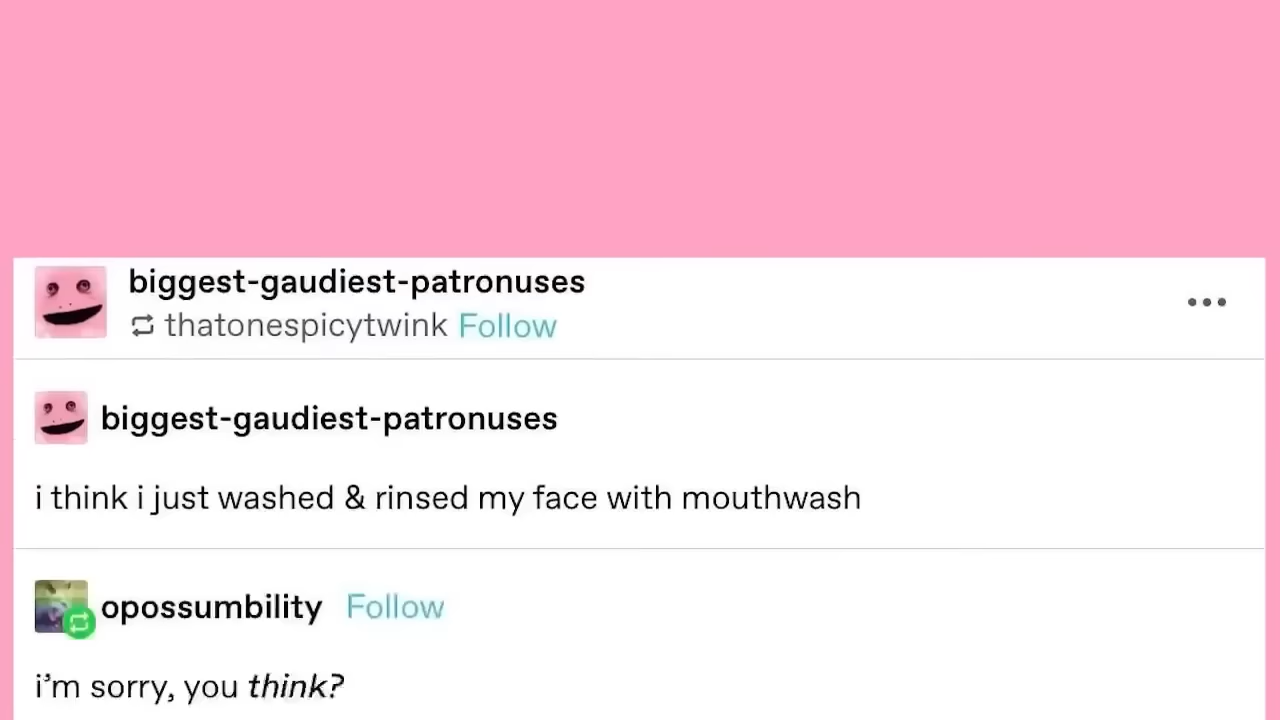 biggest-gaudiest-patronuses
thatonespicytwink Follow
biggest-gaudiest-patronuses
i think i just washed & rinsed my face with mouthwash
opossumbility Follow
i’m sorry, you think?